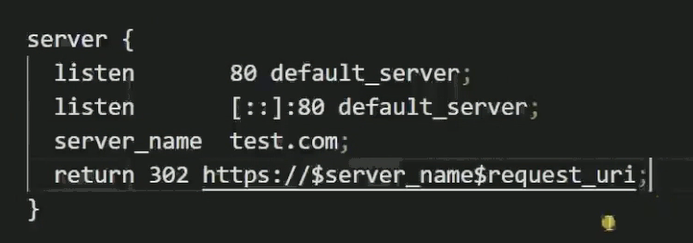 server {
  listen       80 default_server;
  listen       [::]:80 default_server;
  server_name  test.com;
  return 302 https://$server_name$request_uri;
}